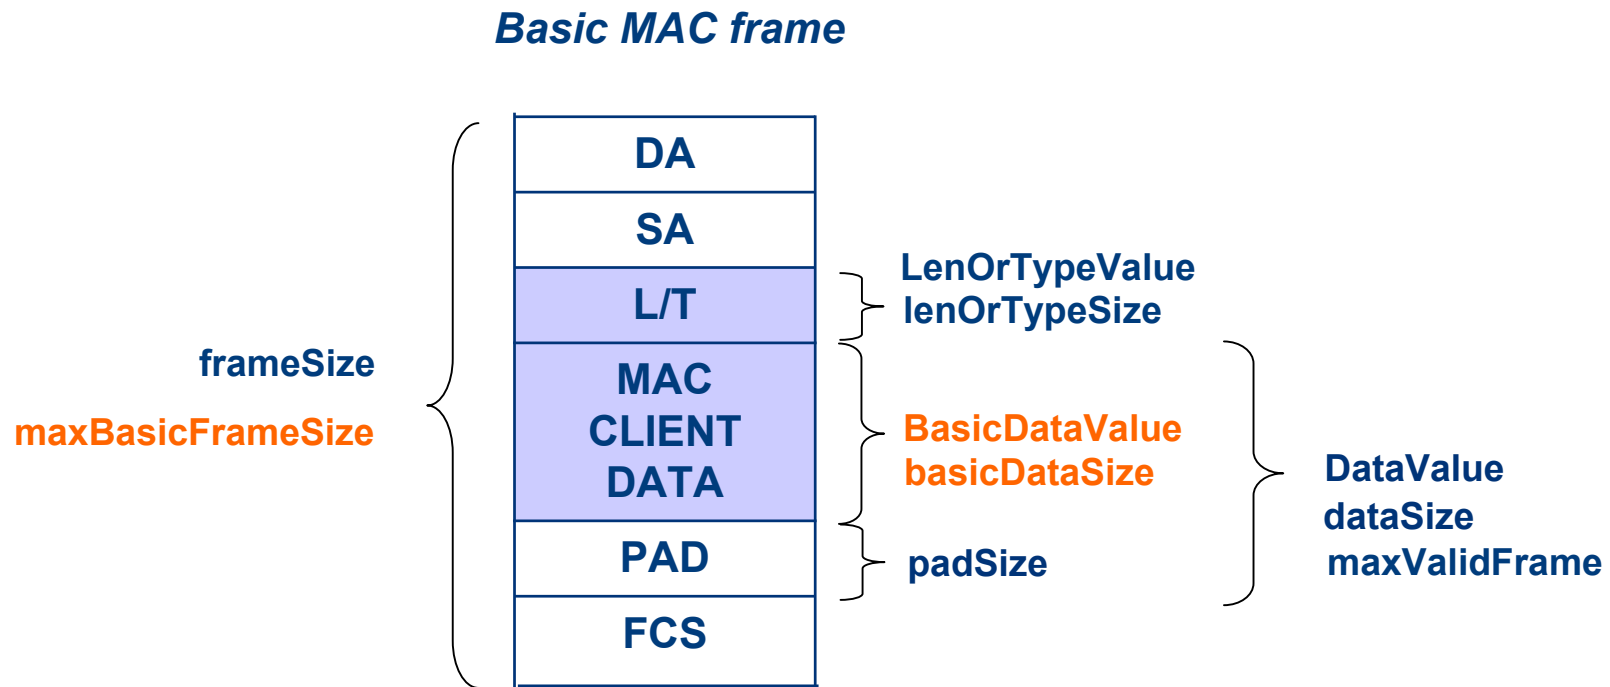 Basic MAC frame
DA
SA
L/T
MAC
CLIENT
DATA
PAD
FCS
frameSize
maxBasicFrameSize
LenOrTypeValue
lenOrTypeSize
BasicDataValue
basicDataSize
padSize
DataValue
dataSize
maxValidFrame